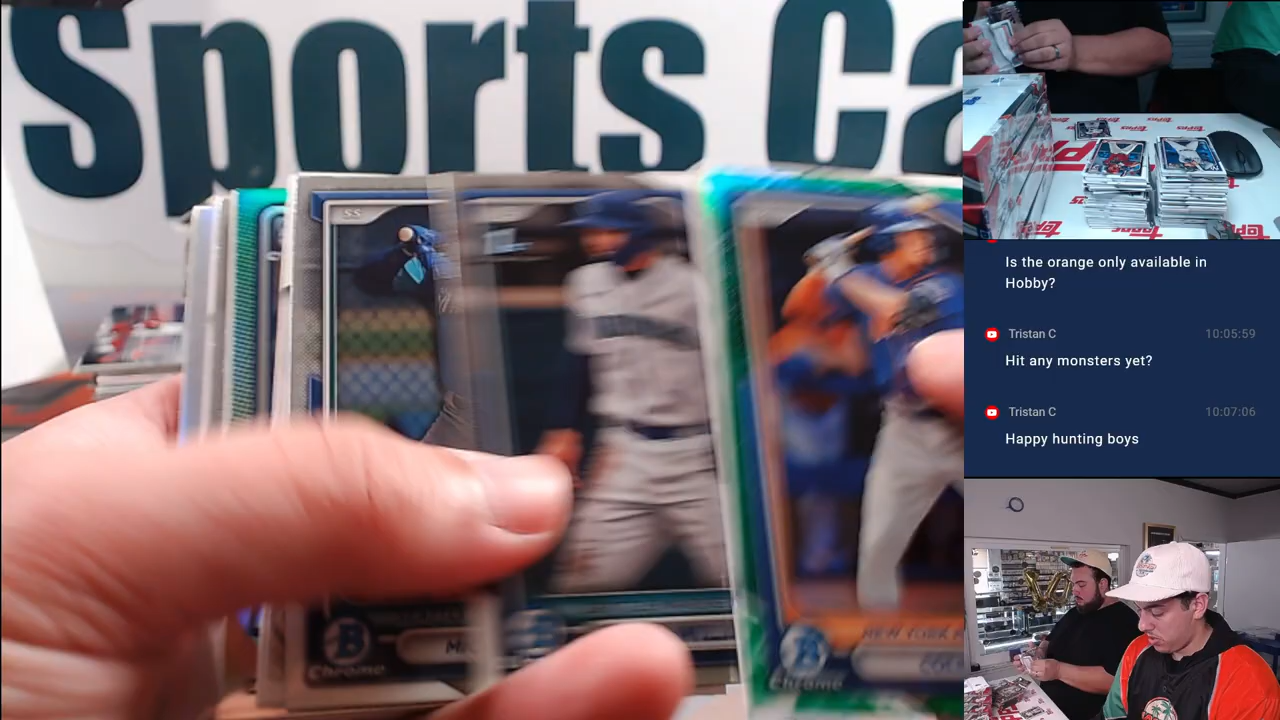 Sports Ca
SS
B
Chrome
B
Chrome
NEW YORK
topps
Is the orange only available in
Hobby?
Tristan C 10:05:59
Hit any monsters yet?
Tristan C 10:07:06
Happy hunting boys